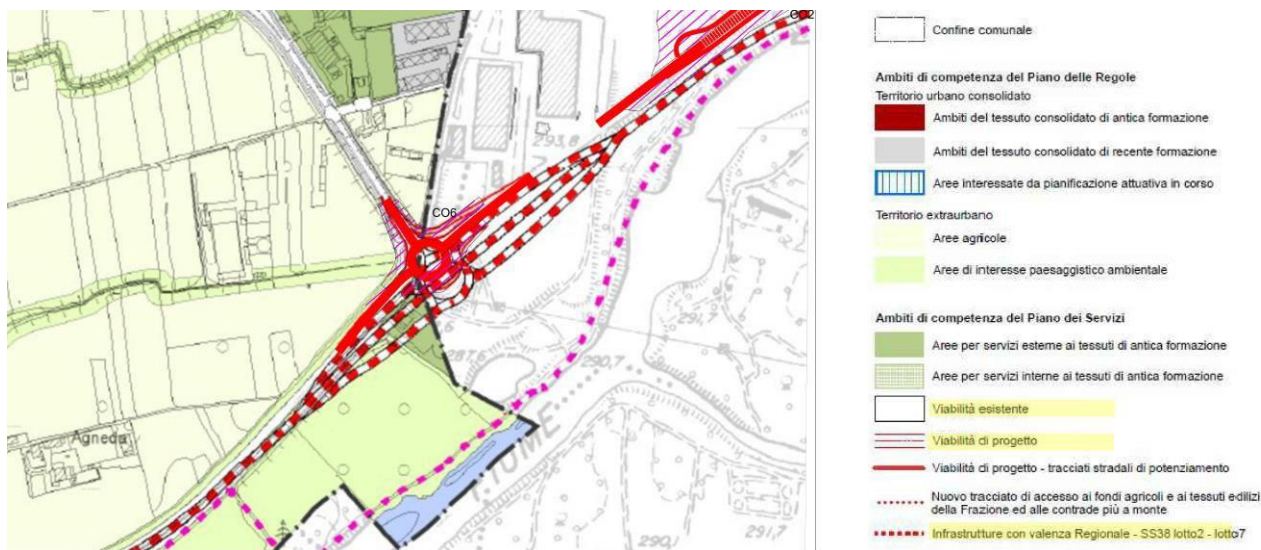 CO2
293,8
CO6
287,6
290,7
291,7
Agneda
UME
290,1
291,7
Confine comunale
Ambiti di competenza del Piano delle Regole
Territorio urbano consolidato
Ambiti del tessuto consolidato di antica formazione
Ambiti del tessuto consolidato di recente formazione
Aree interessate da pianificazione attuativa in corso
Territorio extraurbano
Aree agricole
Aree di interesse paesaggistico ambientale
Ambiti di competenza del Piano dei Servizi
Aree per servizi esterne ai tessuti di antica formazione
Aree per servizi interne ai tessuti di antica formazione
Viabilità esistente
Viabilità di progetto
Viabilità di progetto - tracciati stradali di potenziamento
Nuovo tracciato di accesso ai fondi agricoli e ai tessuti edilizi
della Frazione ed alle contrade più a monte
Infrastrutture con valenza Regionale - SS38 lotto2 - lotto7